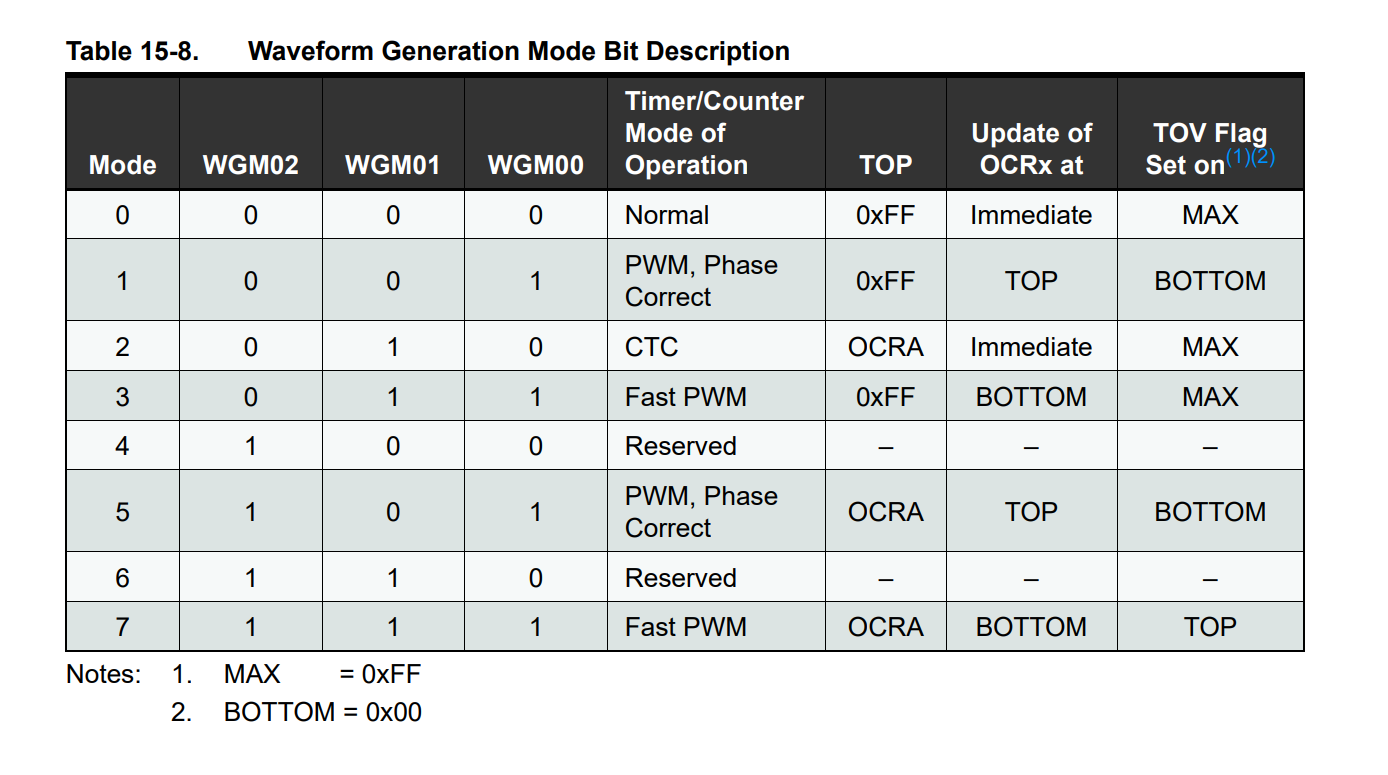 Table 15-8. Waveform Generation Mode Bit Description
Mode WGM02 WGM01 WGM00 Timer/Counter Mode of Operation TOP Update of OCRx at TOV Flag Set on(1)(2)
0 0 0 0 Normal 0xFF Immediate MAX
1 0 0 1 PWM, Phase Correct 0xFF TOP BOTTOM
2 0 1 0 CTC OCRA Immediate MAX
3 0 1 1 Fast PWM 0xFF BOTTOM MAX
4 1 0 0 Reserved – – –
5 1 0 1 PWM, Phase Correct OCRA TOP BOTTOM
6 1 1 0 Reserved – – –
7 1 1 1 Fast PWM OCRA BOTTOM TOP
Notes: 1. MAX = 0xFF
2. BOTTOM = 0x00